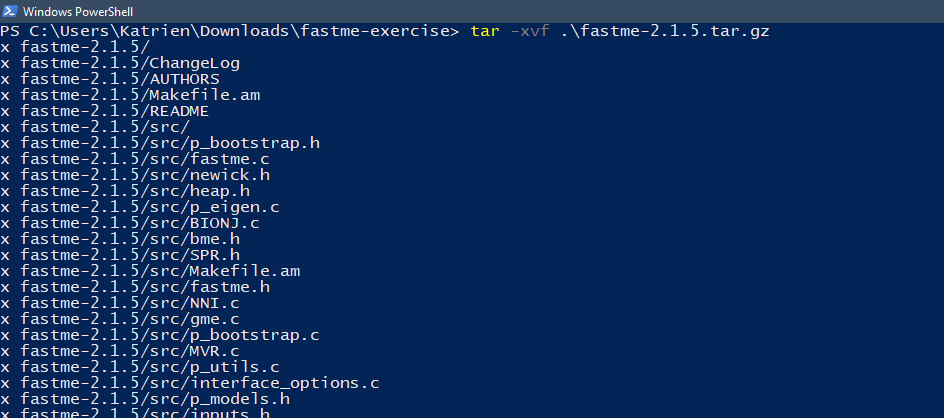 Windows PowerShell
PS C:\Users\Katrien\Downloads\fastme-exercise> tar -xvf .\fastme-2.1.5.tar.gz
x fastme-2.1.5/
x fastme-2.1.5/ChangeLog
x fastme-2.1.5/AUTHORS
x fastme-2.1.5/Makefile.am
x fastme-2.1.5/README
x fastme-2.1.5/src/
x fastme-2.1.5/src/p_bootstrap.h
x fastme-2.1.5/src/fastme.c
x fastme-2.1.5/src/newick.h
x fastme-2.1.5/src/heap.h
x fastme-2.1.5/src/p_eigen.c
x fastme-2.1.5/src/BIONJ.c
x fastme-2.1.5/src/bme.h
x fastme-2.1.5/src/SPR.h
x fastme-2.1.5/src/Makefile.am
x fastme-2.1.5/src/fastme.h
x fastme-2.1.5/src/NNI.c
x fastme-2.1.5/src/gme.c
x fastme-2.1.5/src/p_bootstrap.c
x fastme-2.1.5/src/MVR.c
x fastme-2.1.5/src/p_utils.c
x fastme-2.1.5/src/interface_options.c
x fastme-2.1.5/src/p_models.h
x fastme-2.1.5/src/inputs.h